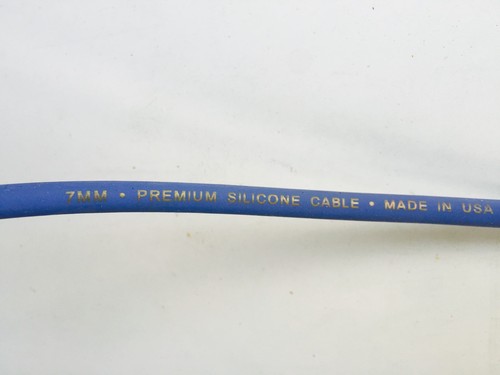 7MM • PREMIUM SILICONE CABLE • MADE IN USA